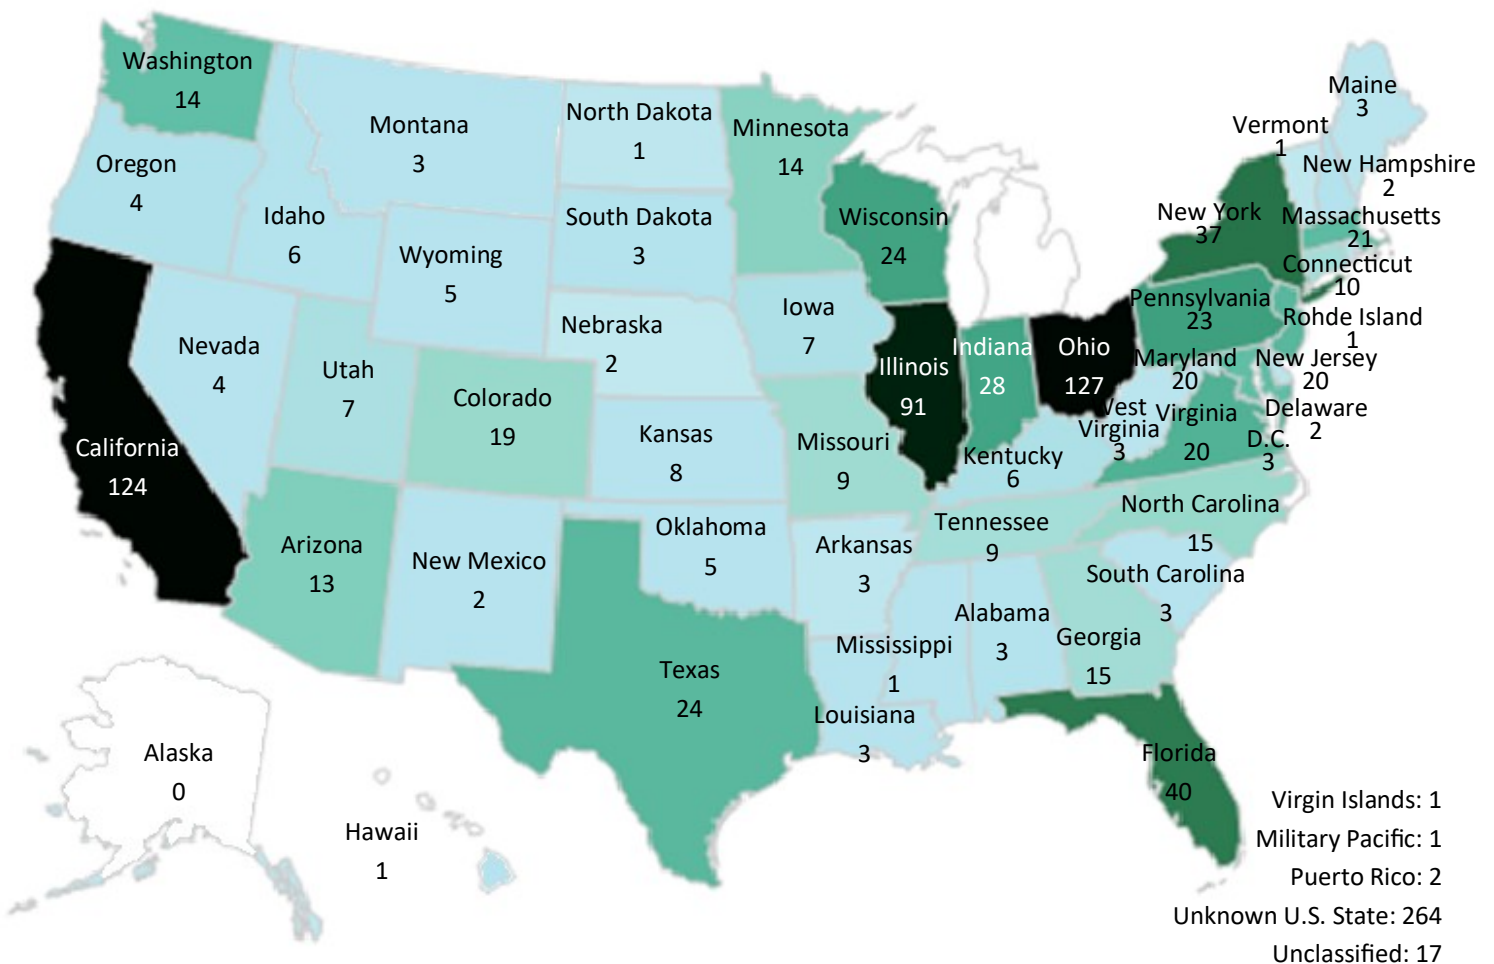 Washington
14
Oregon
4
California
124
Idaho
6
Nevada
4
Montana
3
Wyoming
5
Utah
7
Arizona
13
Colorado
19
New Mexico
2
North Dakota
1
South Dakota
3
Nebraska
2
Kansas
8
Oklahoma
5
Texas
24
Minnesota
14
Iowa
7
Missouri
9
Arkansas
3
Louisiana
3
Wisconsin
24
Illinois
91
Indiana
28
Ohio
127
Kentucky
6
Tennessee
9
Mississippi
1
Alabama
3
Georgia
15
Florida
40
South Carolina
3
North Carolina
15
Virginia
20
West
Virginia
3
Maryland
20
D.C.
3
Delaware
2
New Jersey
20
Pennsylvania
23
New York
37
Rohde Island
1
Connecticut
10
Massachusetts
21
New Hampshire
2
Vermont
1
Maine
3
Alaska
0
Hawaii
1
Virgin Islands: 1
Military Pacific: 1
Puerto Rico: 2
Unknown U.S. State: 264
Unclassified: 17